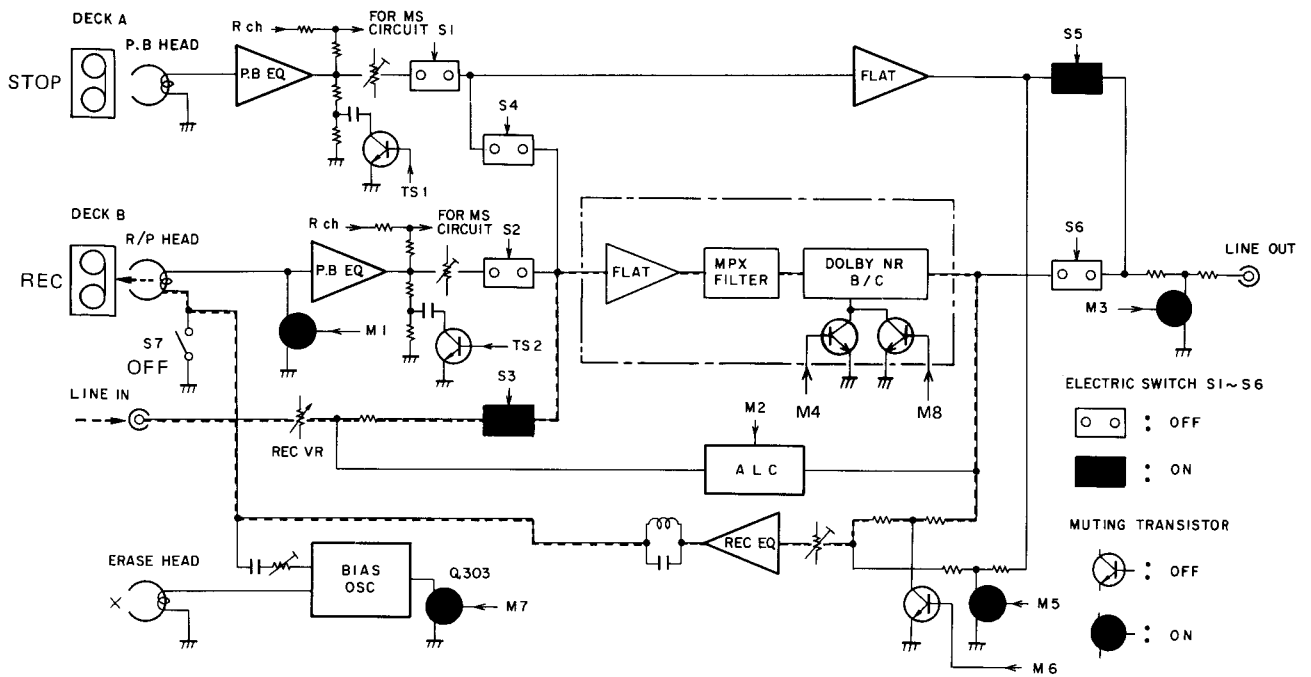 DECK A
P.B HEAD
STOP
R ch
FOR MS
CIRCUIT
S1
P.B EQ
S4
TS1
FLAT
S5
DECK B
R/P HEAD
REC
R ch
FOR MS
CIRCUIT
S2
P.B EQ
M1
TS2
S7
OFF
FLAT
MPX
FILTER
DOLBY NR
B/C
M4
M8
S6
LINE OUT
M3
LINE IN
REC VR
S3
M2
ALC
ELECTRIC SWITCH S1~S6
: OFF
: ON
REC EQ
MUTING TRANSISTOR
: OFF
: ON
ERASE HEAD
BIAS
OSC
Q303
M7
M5
M6